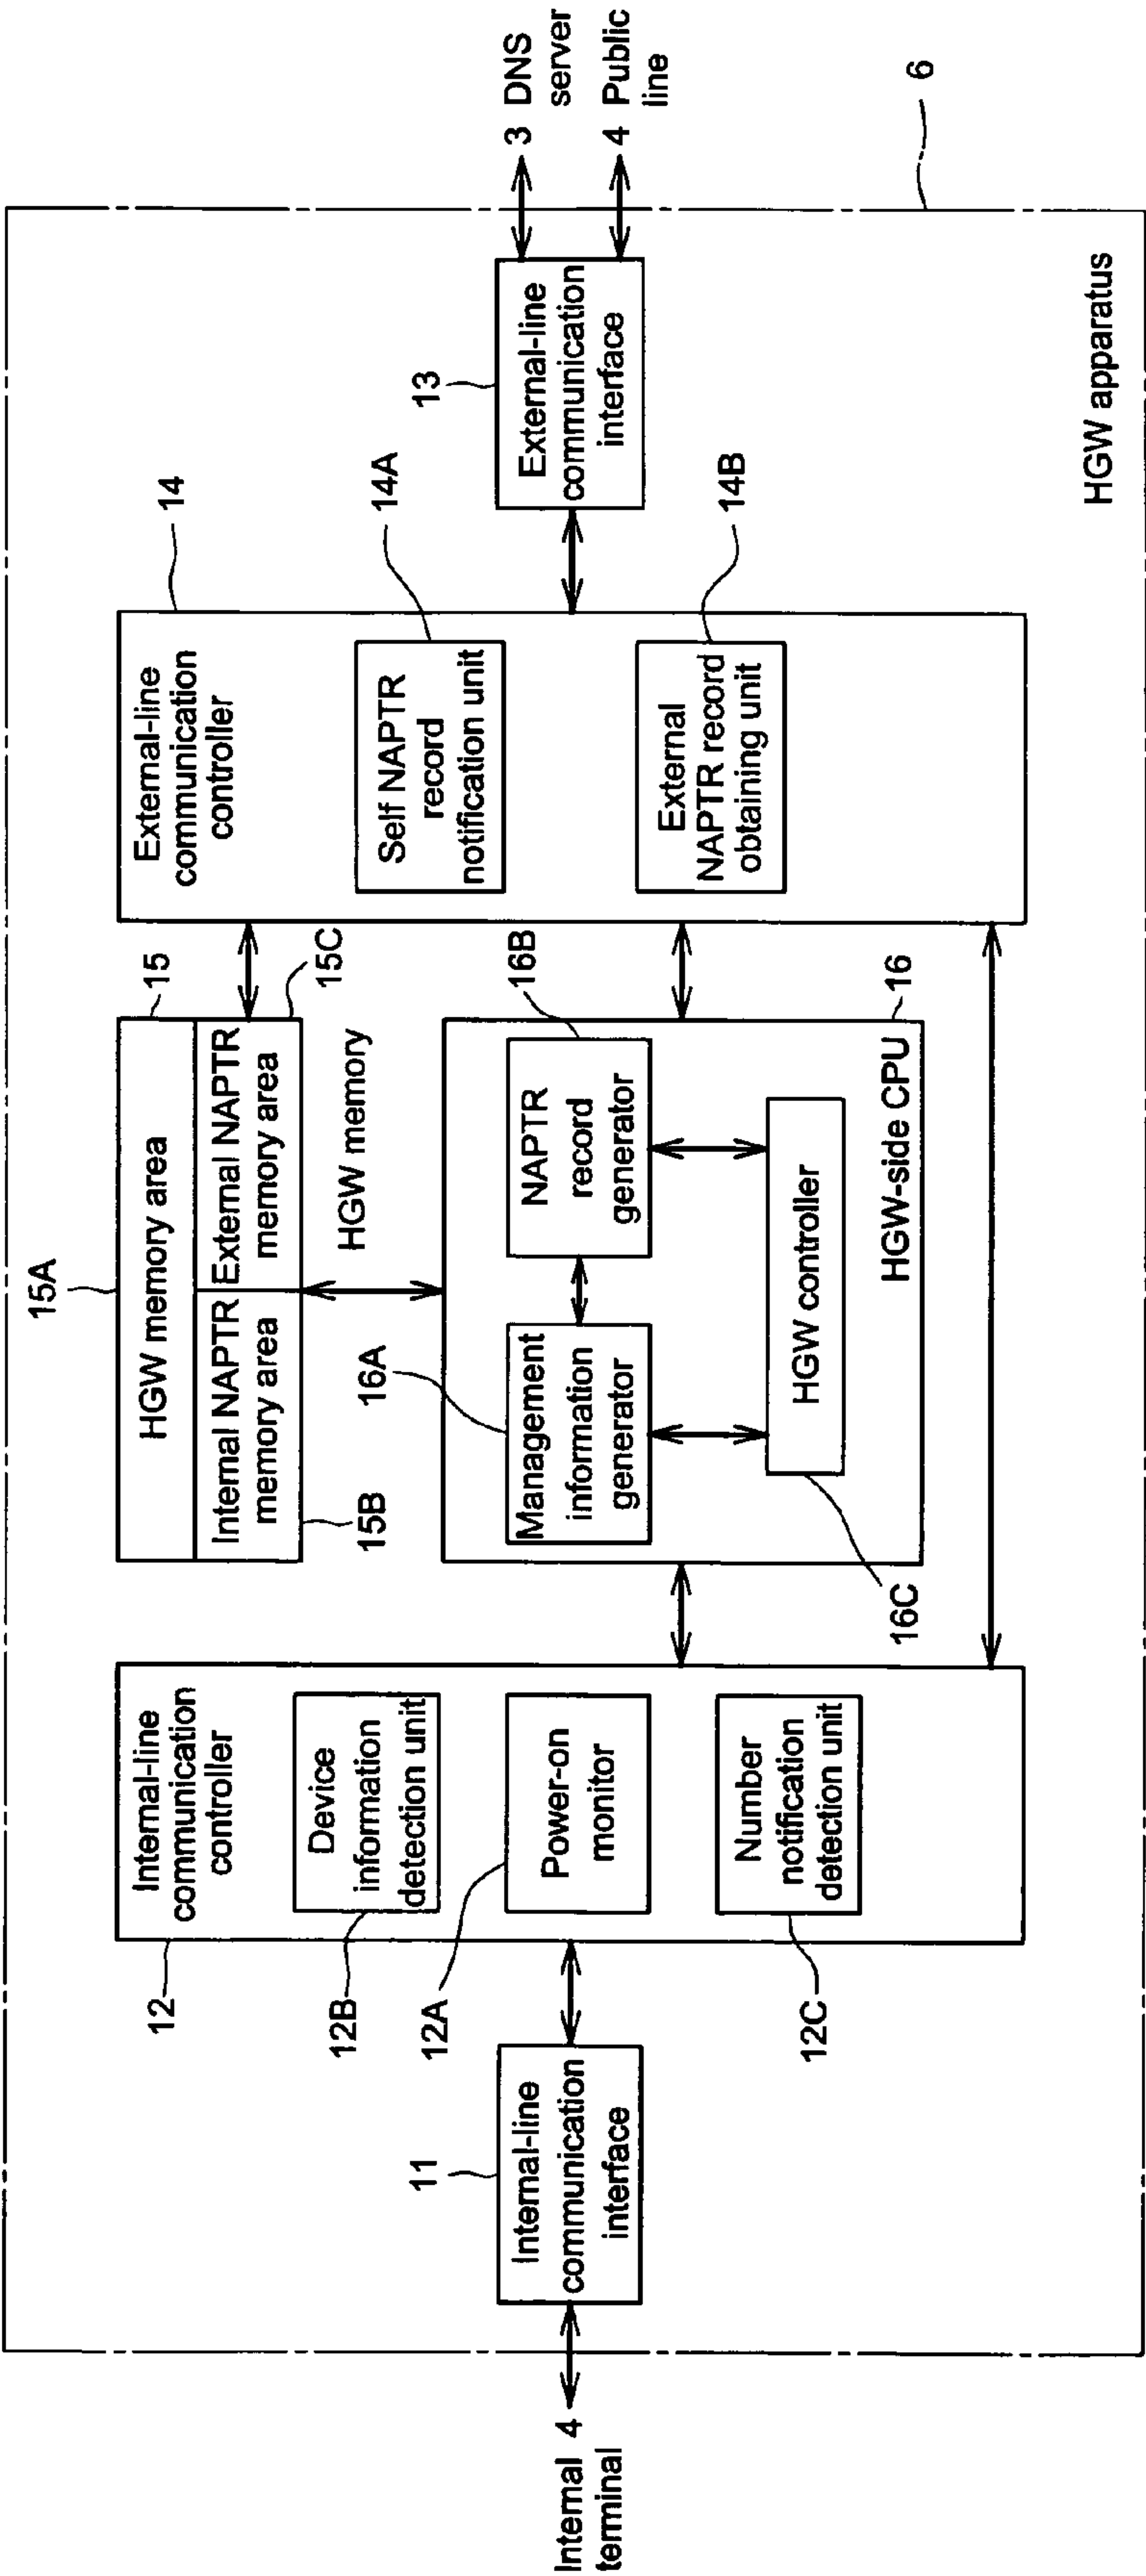 Internal
terminal
4
11
Internal-line
communication
interface
12
Internal-line
communication
controller
12B
Device
information
detection unit
12A
Power-on
monitor
12C
Number
notification
detection unit
15A
HGW memory area
15
15B
Internal NAPTR
memory area
External NAPTR
memory area
15C
HGW memory
16A
Management
information
generator
16B
NAPTR
record
generator
16C
HGW controller
HGW-side CPU
16
14
External-line
communication
controller
14A
Self NAPTR
record
notification unit
14B
External
NAPTR record
obtaining unit
13
External-line
communication
interface
3 DNS
server
4 Public
line
6
HGW apparatus